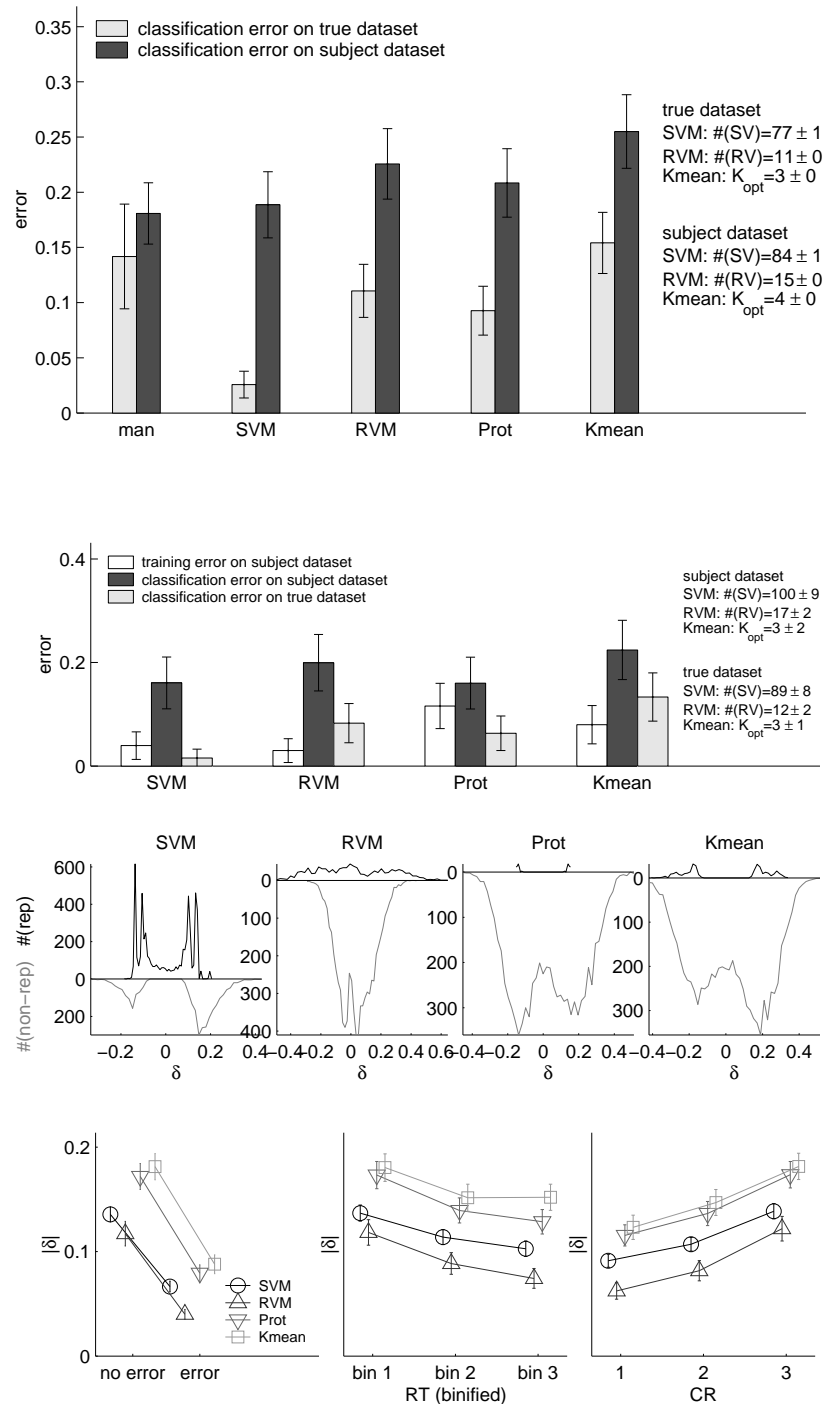 0.35
0.3
0.25
0.2
0.15
0.1
0.05
0
error
classification error on true dataset
classification error on subject dataset
true dataset
SVM: #(SV)=77 ± 1
RVM: #(RV)=11 ± 0
Kmean: K_opt=3 ± 0
subject dataset
SVM: #(SV)=84 ± 1
RVM: #(RV)=15 ± 0
Kmean: K_opt=4 ± 0
man SVM RVM Prot Kmean
0.4
0.2
0
error
training error on subject dataset
classification error on subject dataset
classification error on true dataset
subject dataset
SVM: #(SV)=100 ± 9
RVM: #(RV)=17 ± 2
Kmean: K_opt=3 ± 2
true dataset
SVM: #(SV)=89 ± 8
RVM: #(RV)=12 ± 2
Kmean: K_opt=3 ± 1
SVM RVM Prot Kmean
SVM RVM Prot Kmean
#(non−rep) #(rep)
600
400
200
0
200
0
100
200
300
400
0
100
200
300
0
100
200
300
−0.2 0 0.2 0.4
−0.4 −0.2 0 0.2 0.4 0.6
−0.4 −0.2 0 0.2 0.4
−0.4 −0.2 0 0.2 0.4
δ δ δ δ
0.2
0.1
0
|δ| |δ| |δ|
SVM
RVM
Prot
Kmean
no error error
bin 1 bin 2 bin 3
1 2 3
RT (binified) CR